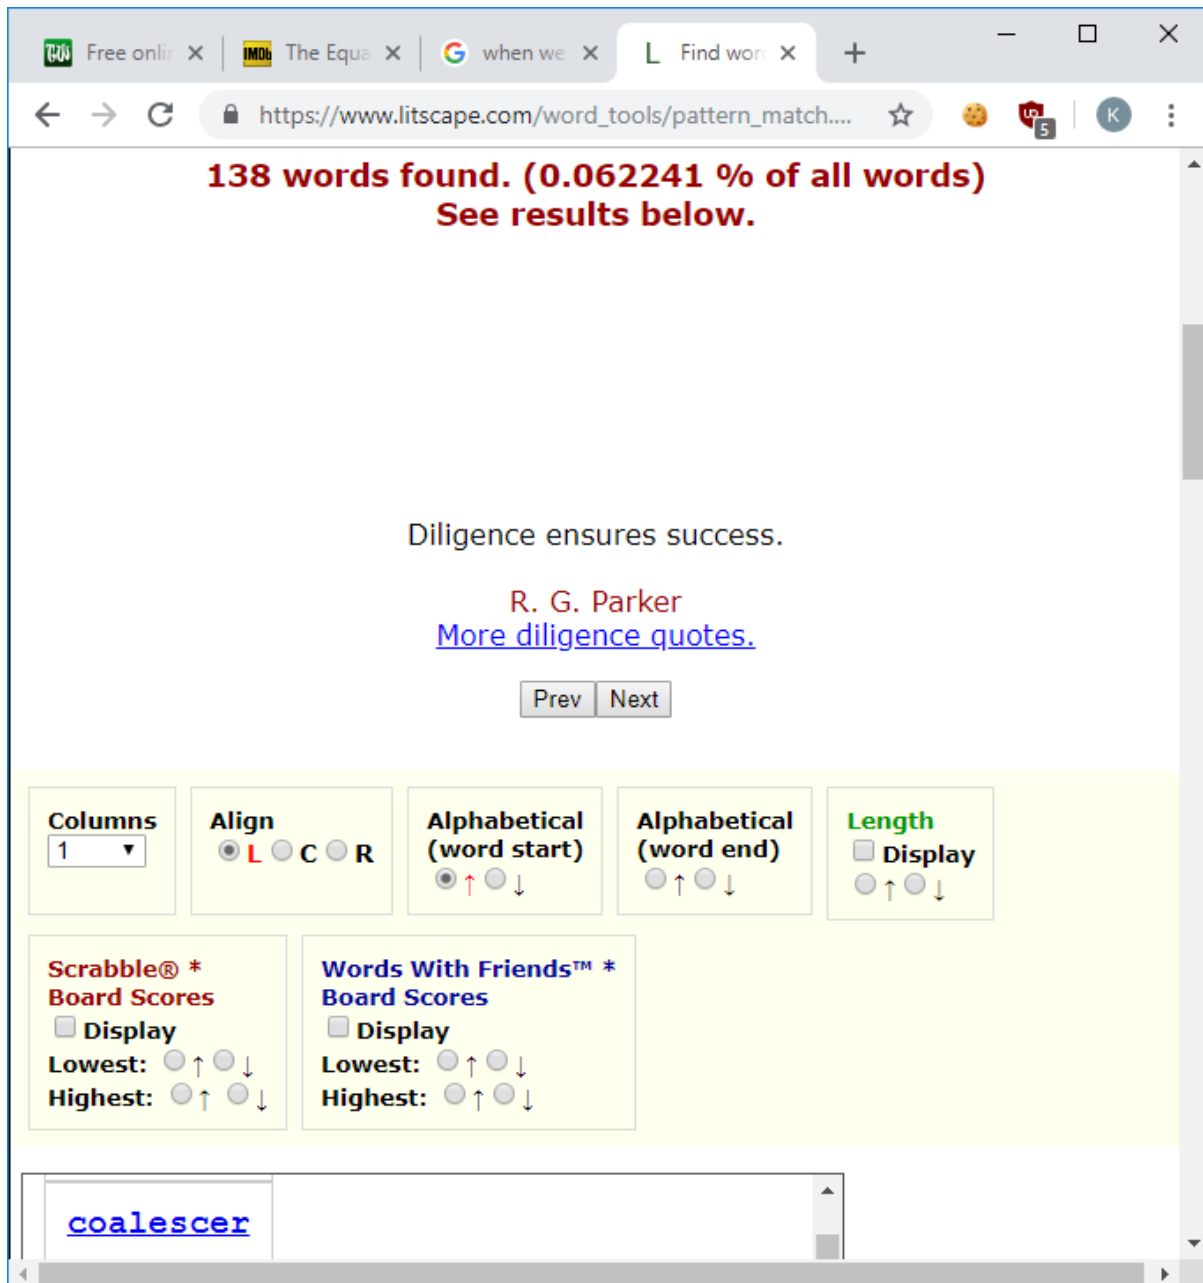 Free onlin
IMDb The Equa
G when we
L Find wor
https://www.litscape.com/word_tools/pattern_match....
5
K
138 words found. (0.062241 % of all words)
See results below.
Diligence ensures success.
R. G. Parker
More diligence quotes.
Prev Next
Columns
1
Align
L C R
Alphabetical
(word start)
↑ ↓
Alphabetical
(word end)
↑ ↓
Length
Display
↑ ↓
Scrabble® *
Board Scores
Display
Lowest: ↑ ↓
Highest: ↑ ↓
Words With Friends™ *
Board Scores
Display
Lowest: ↑ ↓
Highest: ↑ ↓
coalescer